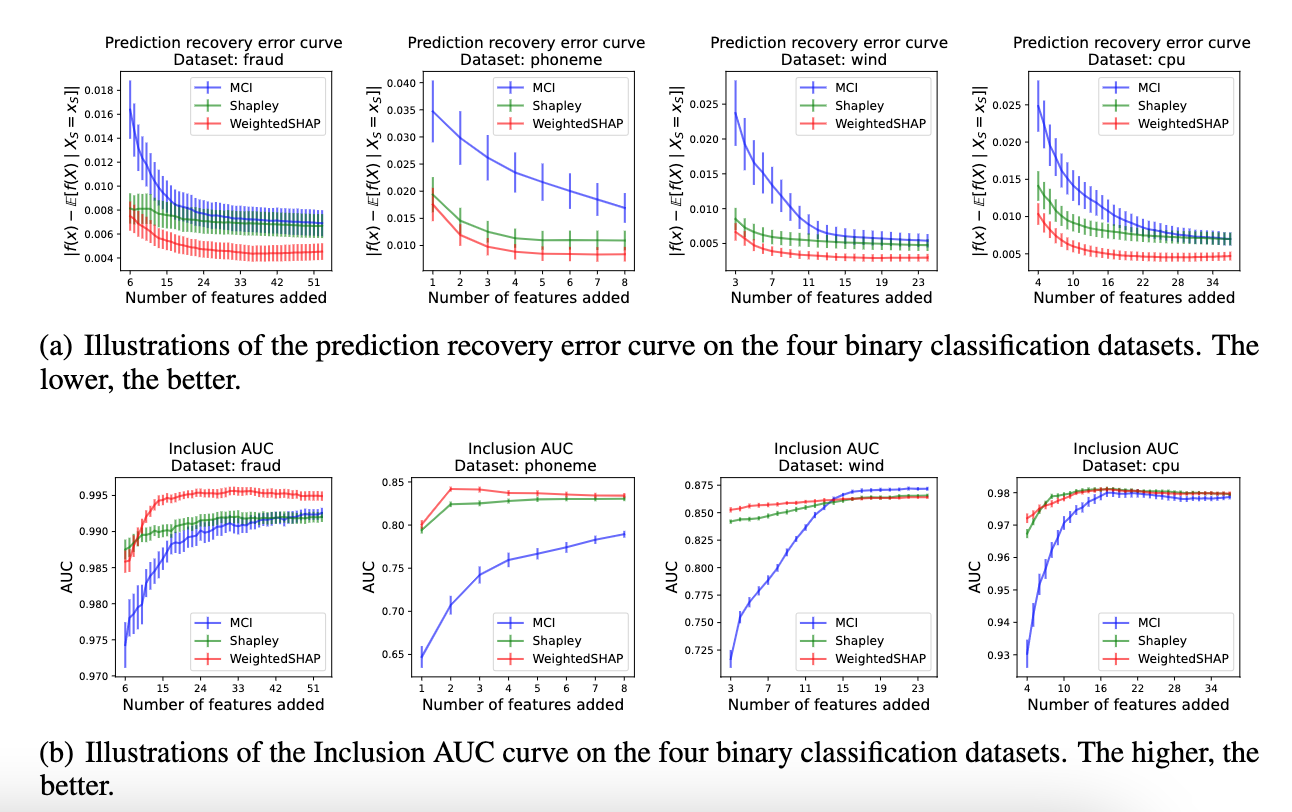 Prediction recovery error curve
Dataset: fraud
|f(x) − 𝔼[f(X) | X_S = x_S]|
0.018
0.016
0.014
0.012
0.010
0.008
0.006
0.004
MCI
Shapley
WeightedSHAP
6 15 24 33 42 51
Number of features added
Prediction recovery error curve
Dataset: phoneme
|f(x) − 𝔼[f(X) | X_S = x_S]|
0.040
0.035
0.030
0.025
0.020
0.015
0.010
MCI
Shapley
WeightedSHAP
1 2 3 4 5 6 7 8
Number of features added
Prediction recovery error curve
Dataset: wind
|f(x) − 𝔼[f(X) | X_S = x_S]|
0.025
0.020
0.015
0.010
0.005
MCI
Shapley
WeightedSHAP
3 7 11 15 19 23
Number of features added
Prediction recovery error curve
Dataset: cpu
|f(x) − 𝔼[f(X) | X_S = x_S]|
0.025
0.020
0.015
0.010
0.005
MCI
Shapley
WeightedSHAP
4 10 16 22 28 34
Number of features added
(a) Illustrations of the prediction recovery error curve on the four binary classification datasets. The
lower, the better.
Inclusion AUC
Dataset: fraud
AUC
0.995
0.990
0.985
0.980
0.975
0.970
MCI
Shapley
WeightedSHAP
6 15 24 33 42 51
Number of features added
Inclusion AUC
Dataset: phoneme
AUC
0.85
0.80
0.75
0.70
0.65
MCI
Shapley
WeightedSHAP
1 2 3 4 5 6 7 8
Number of features added
Inclusion AUC
Dataset: wind
AUC
0.875
0.850
0.825
0.800
0.775
0.750
0.725
MCI
Shapley
WeightedSHAP
3 7 11 15 19 23
Number of features added
Inclusion AUC
Dataset: cpu
AUC
0.98
0.97
0.96
0.95
0.94
0.93
MCI
Shapley
WeightedSHAP
4 10 16 22 28 34
Number of features added
(b) Illustrations of the Inclusion AUC curve on the four binary classification datasets. The higher, the
better.